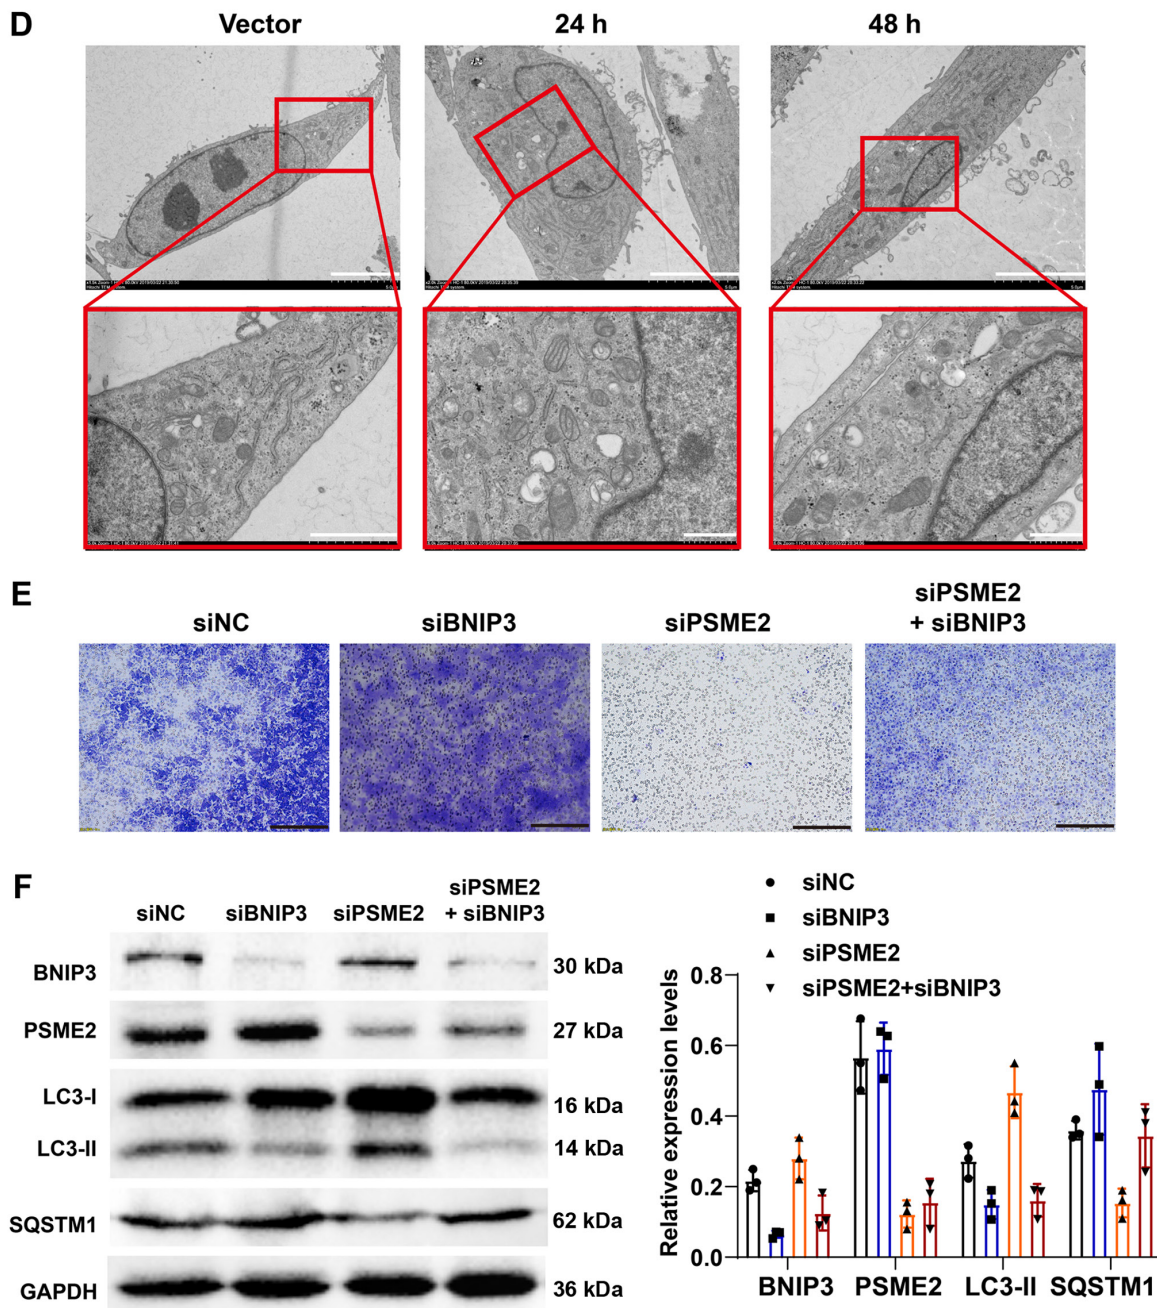 D
Vector
24 h
48 h
E
siNC
siBNIP3
siPSME2
siPSME2
+ siBNIP3
F
siNC
siBNIP3
siPSME2
siPSME2
+ siBNIP3
BNIP3
30 kDa
PSME2
27 kDa
LC3-I
16 kDa
LC3-II
14 kDa
SQSTM1
62 kDa
GAPDH
36 kDa
siNC
siBNIP3
siPSME2
siPSME2+siBNIP3
Relative expression levels
0.8
0.6
0.4
0.2
0.0
BNIP3
PSME2
LC3-II
SQSTM1